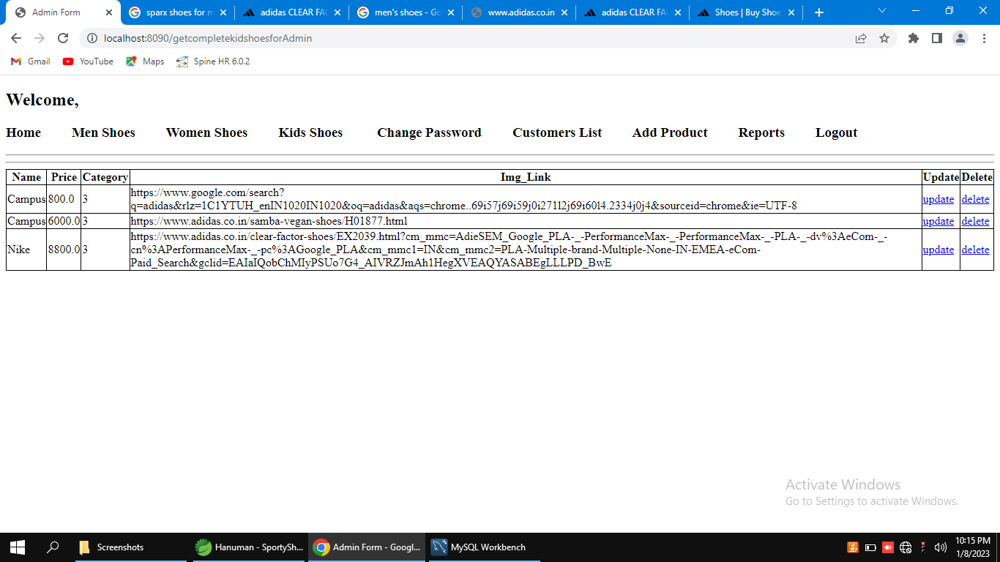 Admin Form
sparx shoes for m
adidas CLEAR FAC
men's shoes - Go
www.adidas.co.in
adidas CLEAR FAC
Shoes | Buy Shoe
localhost:8090/getcompletekidshoesforAdmin
Gmail YouTube Maps Spine HR 6.0.2
Welcome,
Home Men Shoes Women Shoes Kids Shoes Change Password Customers List Add Product Reports Logout
Name Price Category Img_Link Update Delete
Campus 800.0 3 https://www.google.com/search?
q=adidas&rlz=1C1YTUH_enIN1020IN1020&oq=adidas&aqs=chrome..69i57j69i59j0i271l2j69i60l4.2334j0j4&sourceid=chrome&ie=UTF-8 update delete
Campus 6000.0 3 https://www.adidas.co.in/samba-vegan-shoes/H01877.html update delete
https://www.adidas.co.in/clear-factor-shoes/EX2039.html?cm_mmc=AdieSEM_Google_PLA-_-PerformanceMax-_-PerformanceMax-_-PLA-_-dv%3AeCom-_-
Nike 8800.0 3 cn%3APerformanceMax-_-pc%3AGoogle_PLA&cm_mmc1=IN&cm_mmc2=PLA-Multiple-brand-Multiple-None-IN-EMEA-eCom- update delete
Paid_Search&gclid=EAIaIQobChMIyPSUo7G4_AIVRZJmAh1HegXVEAQYASABEgLLLPD_BwE
Activate Windows
Go to Settings to activate Windows.
Screenshots
Hanuman - SportySh...
Admin Form - Googl...
MySQL Workbench
10:15 PM
1/8/2023